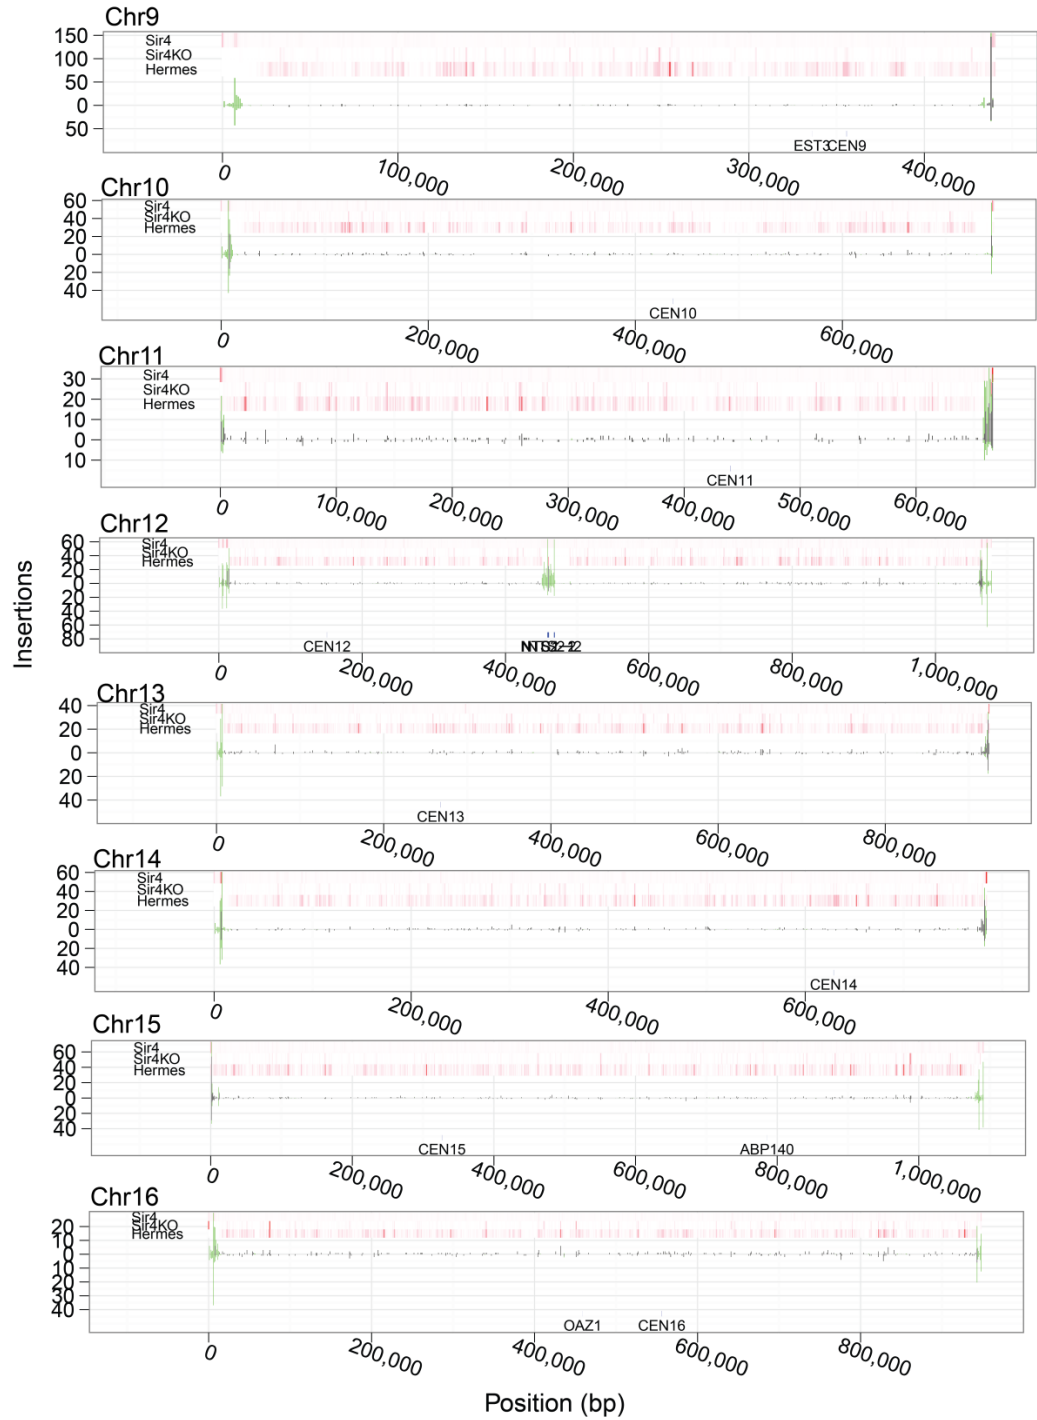 Chr9
150
Sir4
100
Sir4KO
50
Hermes
0
50
EST3 CEN9
0 100,000 200,000 300,000 400,000
Chr10
60
Sir4
40
Sir4KO
20
Hermes
0
20
40
CEN10
0 200,000 400,000 600,000
Chr11
30
Sir4
20
Sir4KO
10
Hermes
0
10
CEN11
0 100,000 200,000 300,000 400,000 500,000 600,000
Chr12
60
Sir4
40
Sir4KO
20
Hermes
0
20
40
60
80
CEN12
0 200,000 400,000 600,000 800,000 1,000,000
Chr13
40
Sir4
20
Sir4KO
0
Hermes
20
40
CEN13
0 200,000 400,000 600,000 800,000
Chr14
60
Sir4
40
Sir4KO
20
Hermes
0
20
40
CEN14
0 200,000 400,000 600,000
Chr15
60
Sir4
40
Sir4KO
20
Hermes
0
20
40
CEN15 ABP140
0 200,000 400,000 600,000 800,000 1,000,000
Chr16
20
Sir4
10
Sir4KO
0
Hermes
10
20
30
40
OAZ1 CEN16
0 200,000 400,000 600,000 800,000
Insertions
Position (bp)